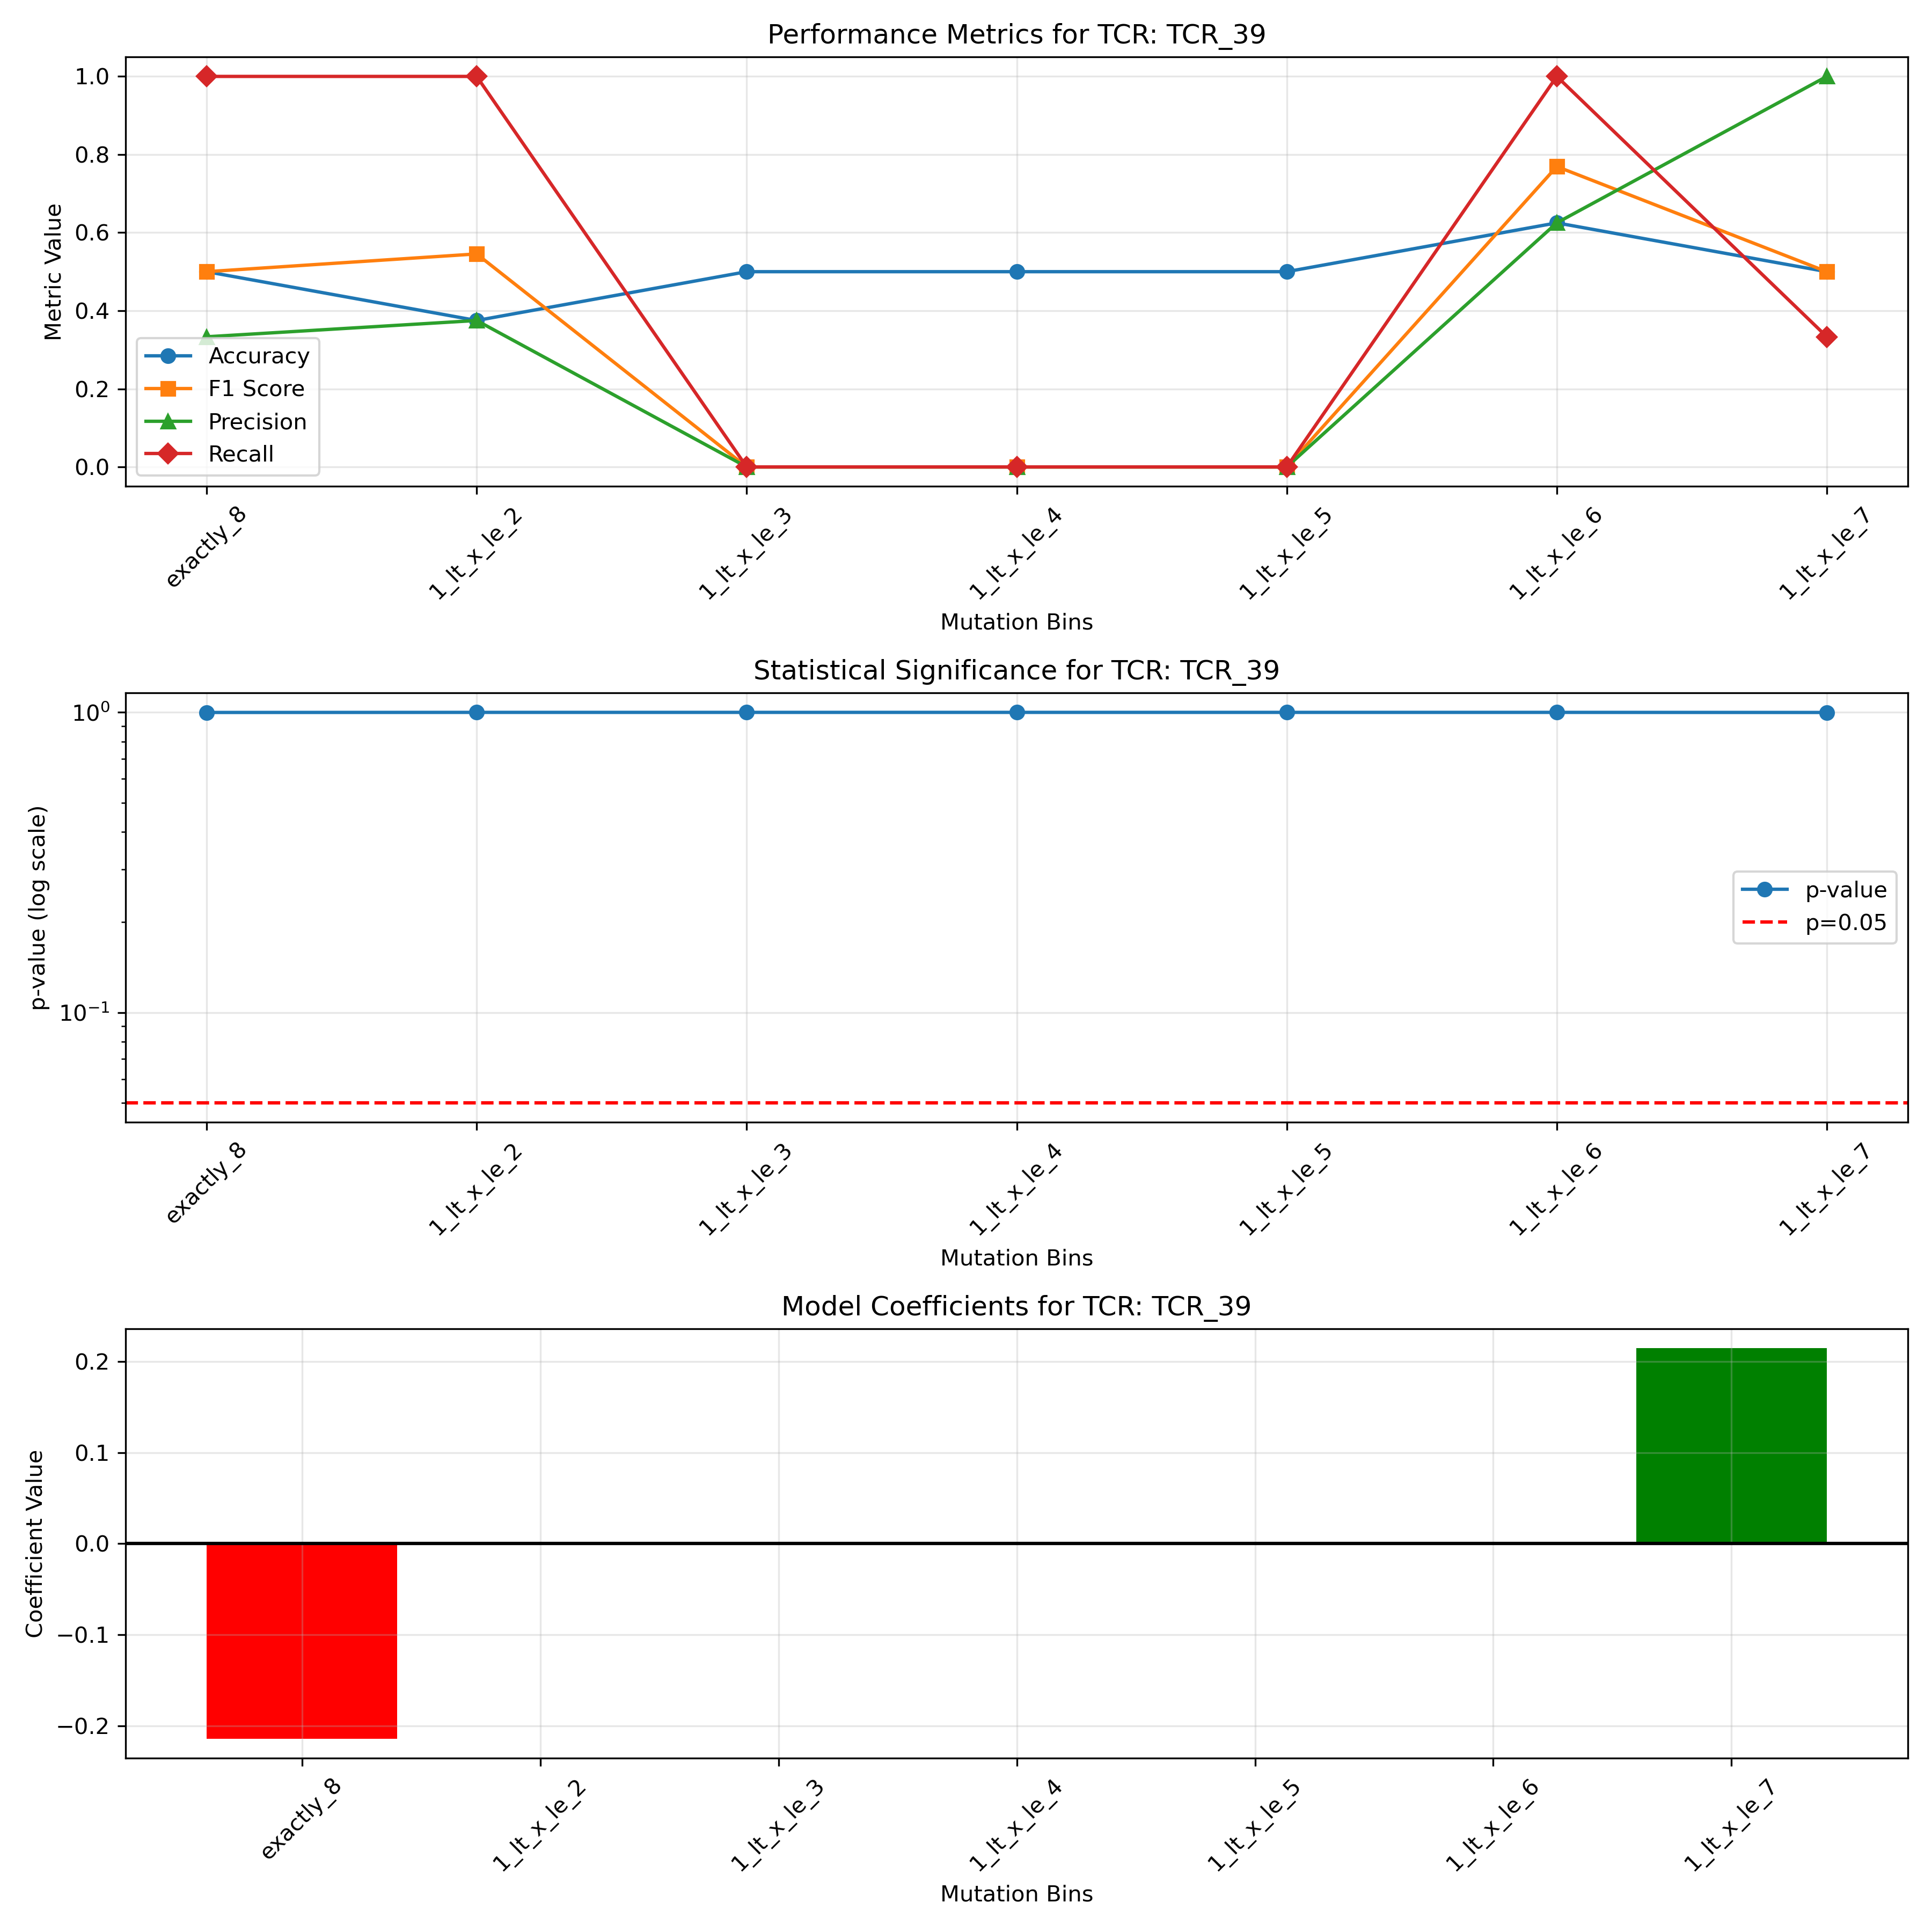 Performance Metrics for TCR: TCR_39
Metric Value
1.0
0.8
0.6
0.4
0.2
0.0
Accuracy
F1 Score
Precision
Recall
exactly_8
1_lt_x_le_2
1_lt_x_le_3
1_lt_x_le_4
1_lt_x_le_5
1_lt_x_le_6
1_lt_x_le_7
Mutation Bins
Statistical Significance for TCR: TCR_39
p-value (log scale)
10⁰
10⁻¹
p-value
p=0.05
exactly_8
1_lt_x_le_2
1_lt_x_le_3
1_lt_x_le_4
1_lt_x_le_5
1_lt_x_le_6
1_lt_x_le_7
Mutation Bins
Model Coefficients for TCR: TCR_39
Coefficient Value
0.2
0.1
0.0
−0.1
−0.2
exactly_8
1_lt_x_le_2
1_lt_x_le_3
1_lt_x_le_4
1_lt_x_le_5
1_lt_x_le_6
1_lt_x_le_7
Mutation Bins